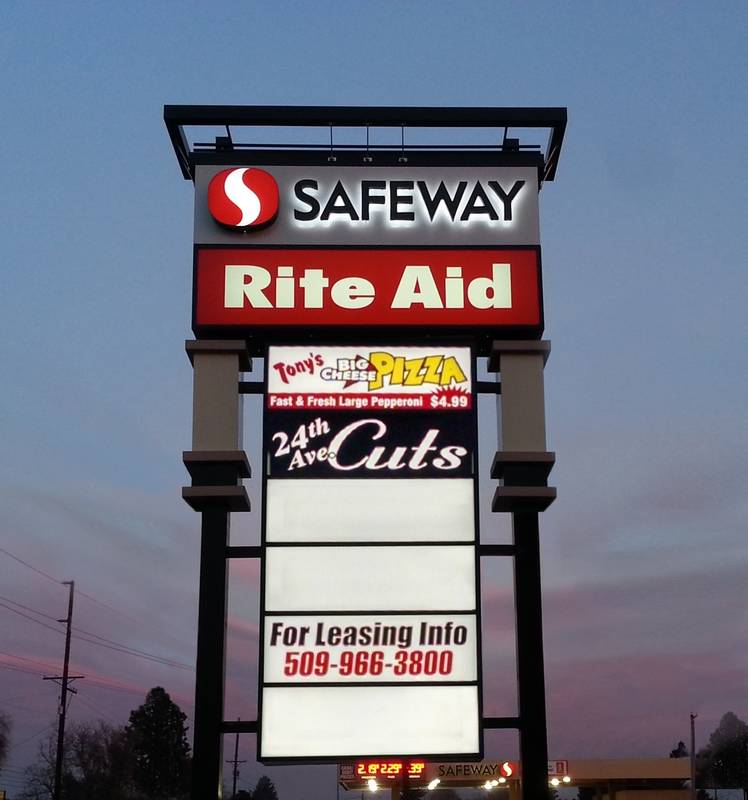 SAFEWAY
Rite Aid
Tony's BIG CHEESE PIZZA
Fast & Fresh Large Pepperoni $4.99
24th Ave. Cuts
For Leasing Info
509-966-3800
SAFEWAY